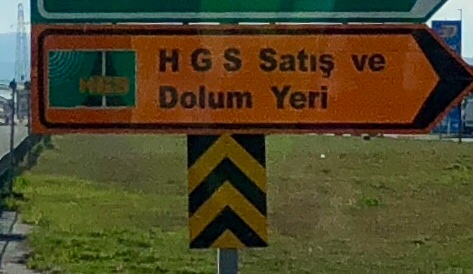 HGS
H G S Satış ve
Dolum Yeri